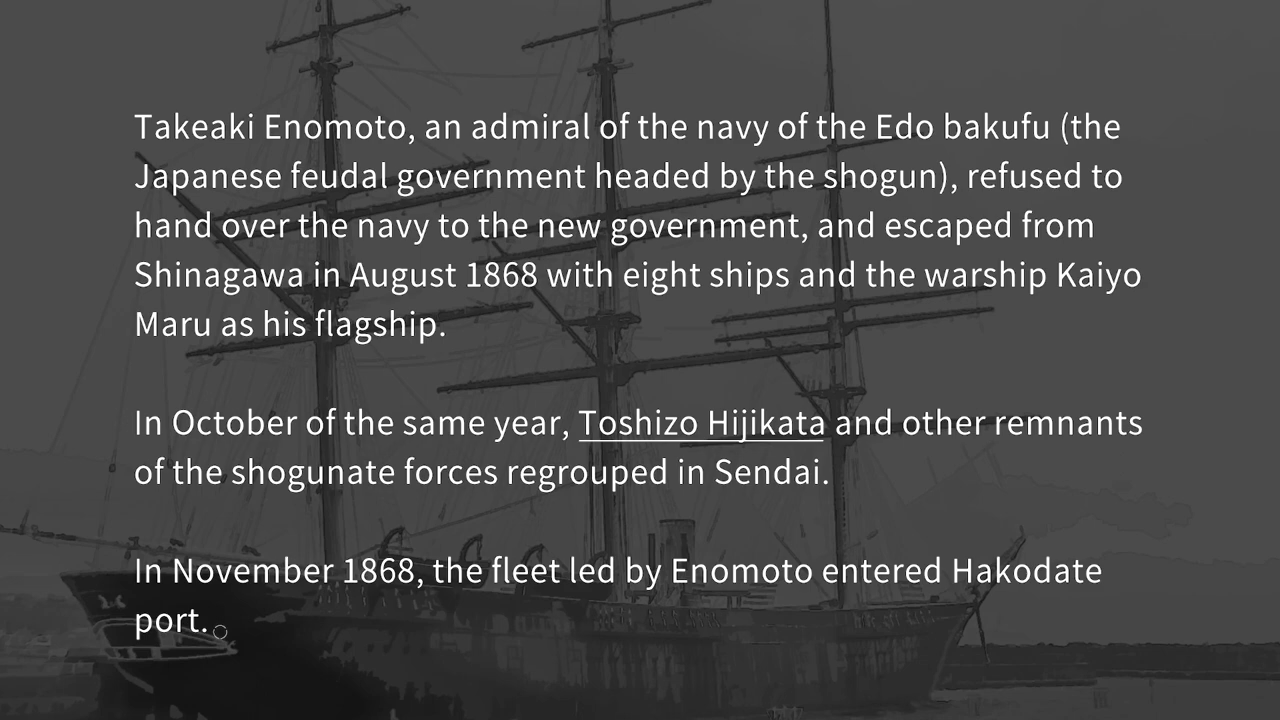 Takeaki Enomoto, an admiral of the navy of the Edo bakufu (the
Japanese feudal government headed by the shogun), refused to
hand over the navy to the new government, and escaped from
Shinagawa in August 1868 with eight ships and the warship Kaiyo
Maru as his flagship.
In October of the same year, Toshizo Hijikata and other remnants
of the shogunate forces regrouped in Sendai.
In November 1868, the fleet led by Enomoto entered Hakodate
port.